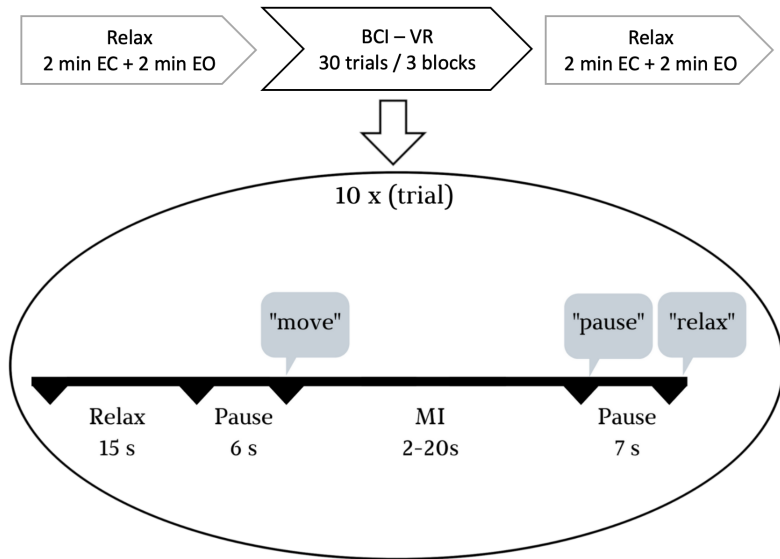 Relax
2 min EC + 2 min EO
BCI – VR
30 trials / 3 blocks
Relax
2 min EC + 2 min EO
10 x (trial)
"move"
"pause"
"relax"
Relax
15 s
Pause
6 s
MI
2-20s
Pause
7 s